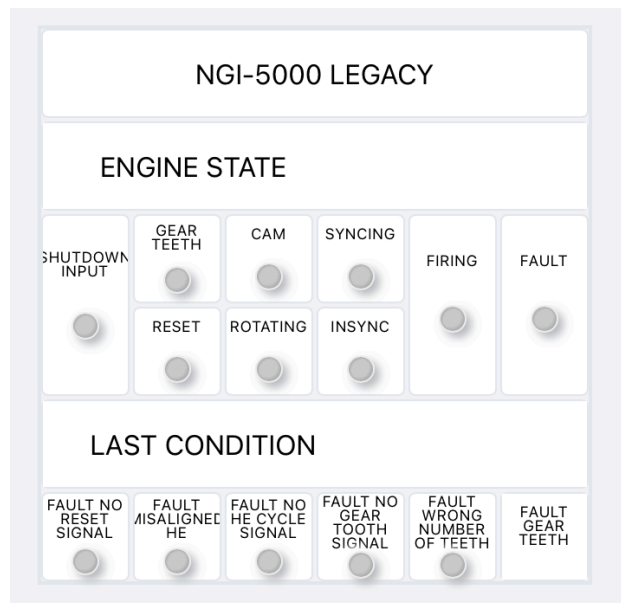 NGI-5000 LEGACY
ENGINE STATE
SHUTDOWN
INPUT
GEAR
TEETH
CAM
SYNCING
FIRING
FAULT
RESET
ROTATING
INSYNC
LAST CONDITION
FAULT NO
RESET
SIGNAL
FAULT
MISALIGNED
HE
FAULT NO
HE CYCLE
SIGNAL
FAULT NO
GEAR
TOOTH
SIGNAL
FAULT
WRONG
NUMBER
OF TEETH
FAULT
GEAR
TEETH